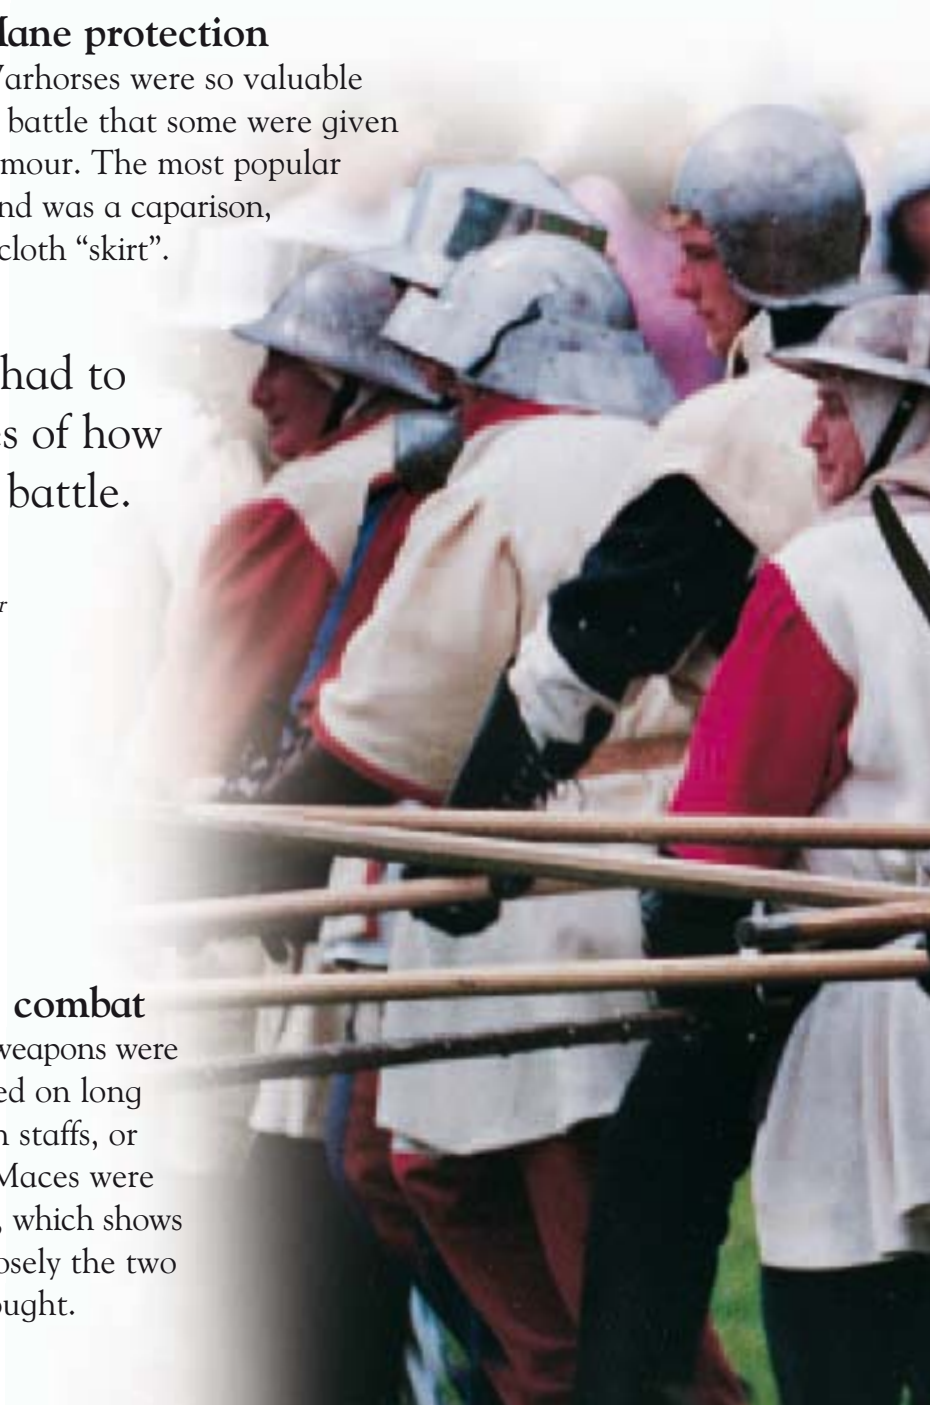 lane protection
arhorses were so valuable
battle that some were given
mour. The most popular
nd was a caparison,
cloth “skirt”.
had to
s of how
battle.
r
combat
weapons were
ed on long
n staffs, or
Maces were
, which shows
osely the two
ought.